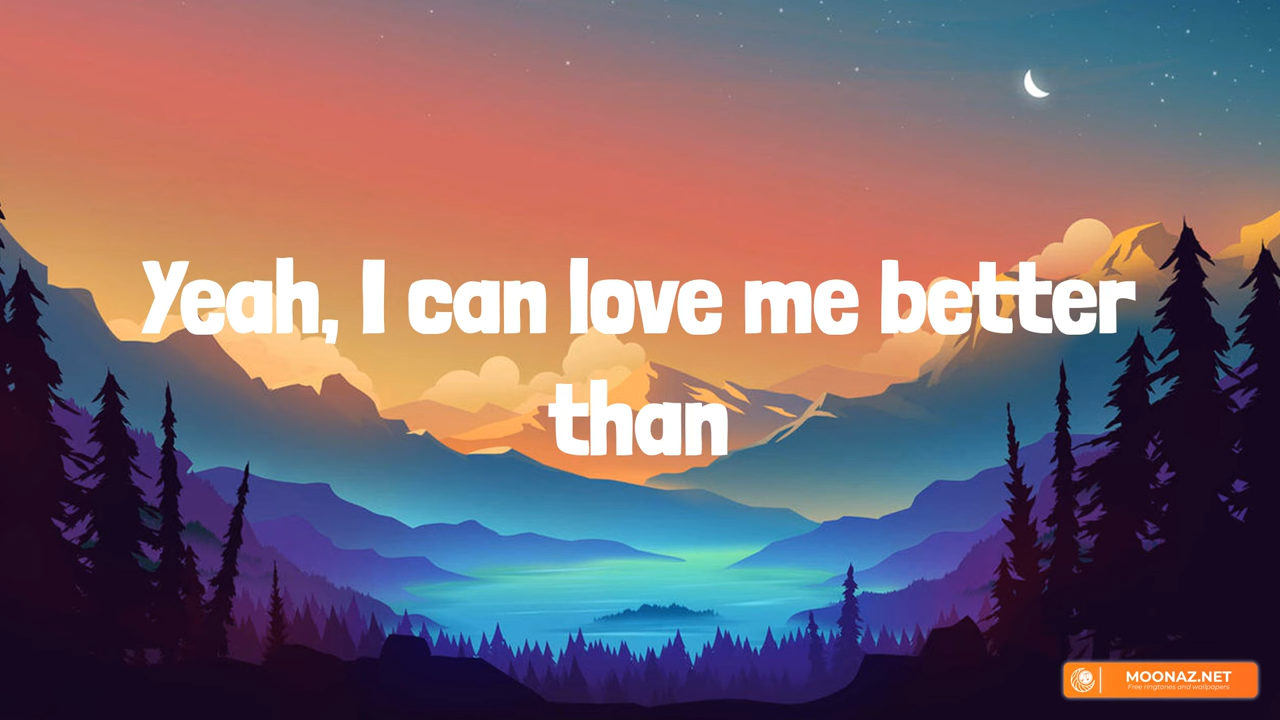 Yeah, I can love me better
than
MOONAZ.NET
Free ringtones and wallpapers